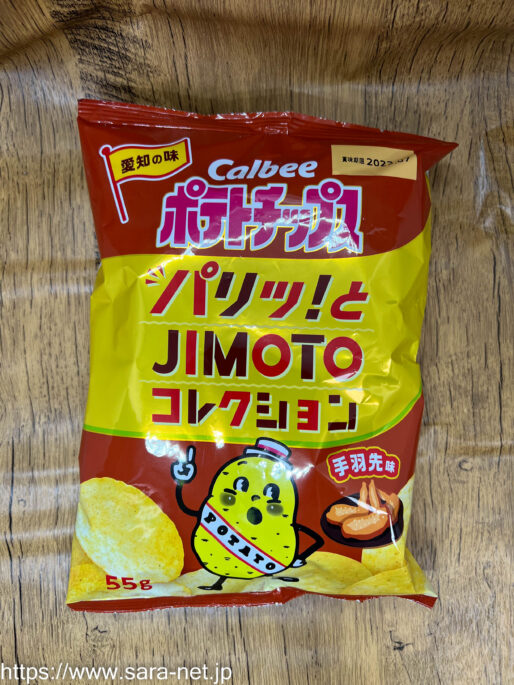 愛知の味
Calbee
賞味期限 2022.07
ポテトチップス
パリッ!と
JIMOTO
コレクション
手羽先味
POTATO
55g
https://www.sara-net.jp